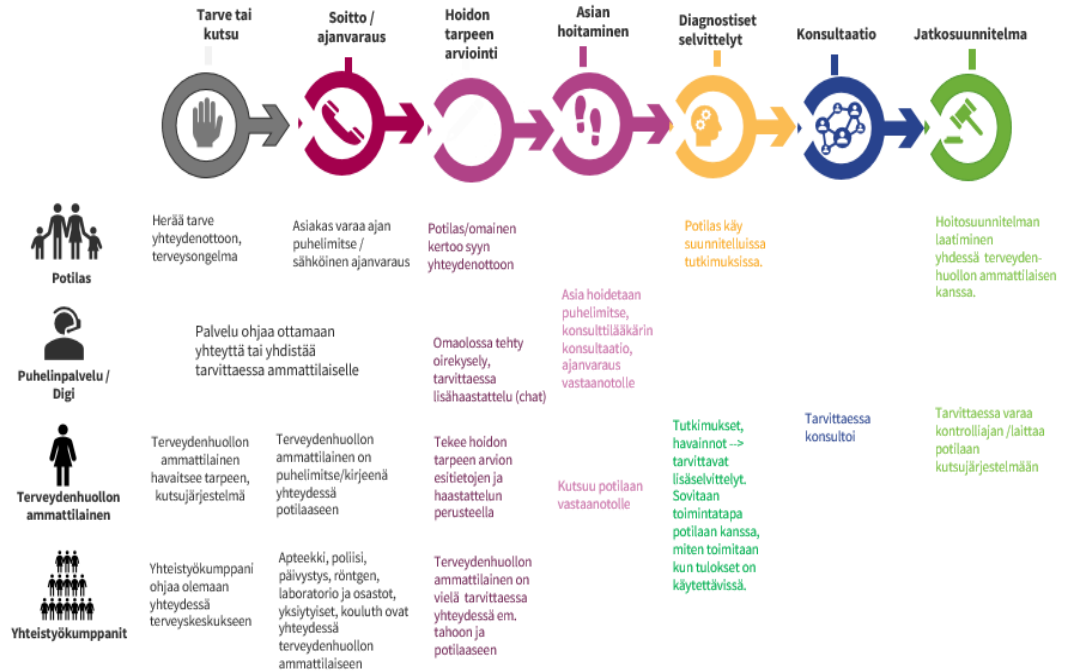 Tarve tai
kutsu
Soitto /
ajanvaraus
Hoidon
tarpeen
arviointi
Asian
hoitaminen
Diagnostiset
selvittelyt
Konsultaatio
Jatkosuunnitelma
Potilas
Herää tarve
yhteydenottoon,
terveysongelma
Asiakas varaa ajan
puhelimitse /
sähköinen ajanvaraus
Potilas/omainen
kertoo syyn
yhteydenottoon
Potilas käy
suunnitelluissa
tutkimuksissa.
Hoitosuunnitelman
laatiminen
yhdessä terveyden-
huollon ammattilaisen
kanssa.
Puhelinpalvelu /
Digi
Palvelu ohjaa ottamaan
yhteyttä tai yhdistää
tarvittaessa ammattilaiselle
Omaolossa tehty
oirekysely,
tarvittaessa
lisähaastattelu (chat)
Asia hoidetaan
puhelimitse,
konsulttilääkärin
konsultaatio,
ajanvaraus
vastaanotolle
Terveydenhuollon
ammattilainen
Terveydenhuollon
ammattilainen
havaitsee tarpeen,
kutsujärjestelmä
Terveydenhuollon
ammattilainen on
puhelimitse/kirjeenä
yhteydessä
potilaaseen
Tekee hoidon
tarpeen arvion
esitietojen ja
haastattelun
perusteella
Kutsuu potilaan
vastaanotolle
Tutkimukset,
havainnot -->
tarvittavat
lisäselvittelyt.
Sovitaan
toimintatapa
potilaan kanssa,
miten toimitaan
kun tulokset on
käytettävissä.
Tarvittaessa
konsultoi
Tarvittaessa varaa
kontrolliajan /laittaa
potilaan
kutsujärjestelmään
Yhteistyökumppanit
Yhteistyökumppani
ohjaa olemaan
yhteydessä
terveyskeskukseen
Apteekki, poliisi,
päivystys, röntgen,
laboratorio ja osastot,
yksiytyiset, kouluth ovat
yhteydessä
terveydenhuollon
ammattilaiseen
Terveydenhuollon
ammattilainen on
vielä tarvittaessa
yhteydessä em.
tahoon ja
potilaaseen